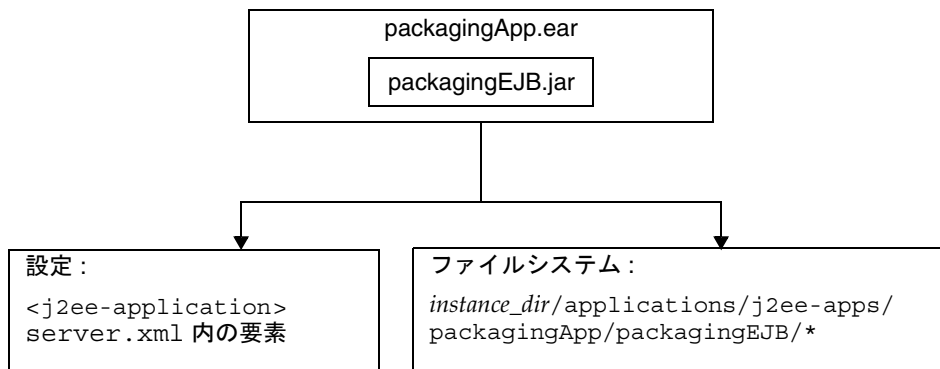 packagingApp.ear
packagingEJB.jar
設定 :
<j2ee-application>
server.xml 内の要素
ファイルシステム :
instance_dir/applications/j2ee-apps/
packagingApp/packagingEJB/*